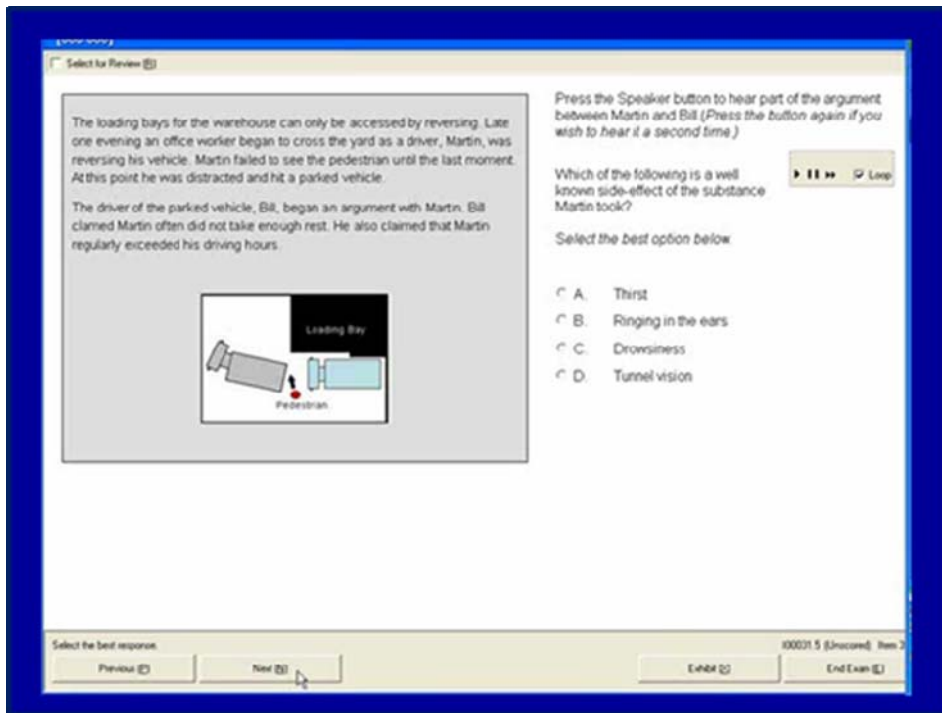 Select for Review (R)
The loading bays for the warehouse can only be accessed by reversing. Late
one evening an office worker began to cross the yard as a driver, Martin, was
reversing his vehicle. Martin failed to see the pedestrian until the last moment.
At this point he was distracted and hit a parked vehicle.
The driver of the parked vehicle, Bill, began an argument with Martin. Bill
clamed Martin often did not take enough rest. He also claimed that Martin
regularly exceeded his driving hours.
Loading Bay
Pedestrian
Press the Speaker button to hear part of the argument
between Martin and Bill (Press the button again if you
wish to hear it a second time.)
Which of the following is a well
known side-effect of the substance
Martin took?
Loop
Select the best option below.
A. Thirst
B. Ringing in the ears
C. Drowsiness
D. Tunnel vision
Select the best response.
I00031.5 (Unscored) Item 3
Previous (P)
Next (N)
Exhibit (X)
End Exam (E)